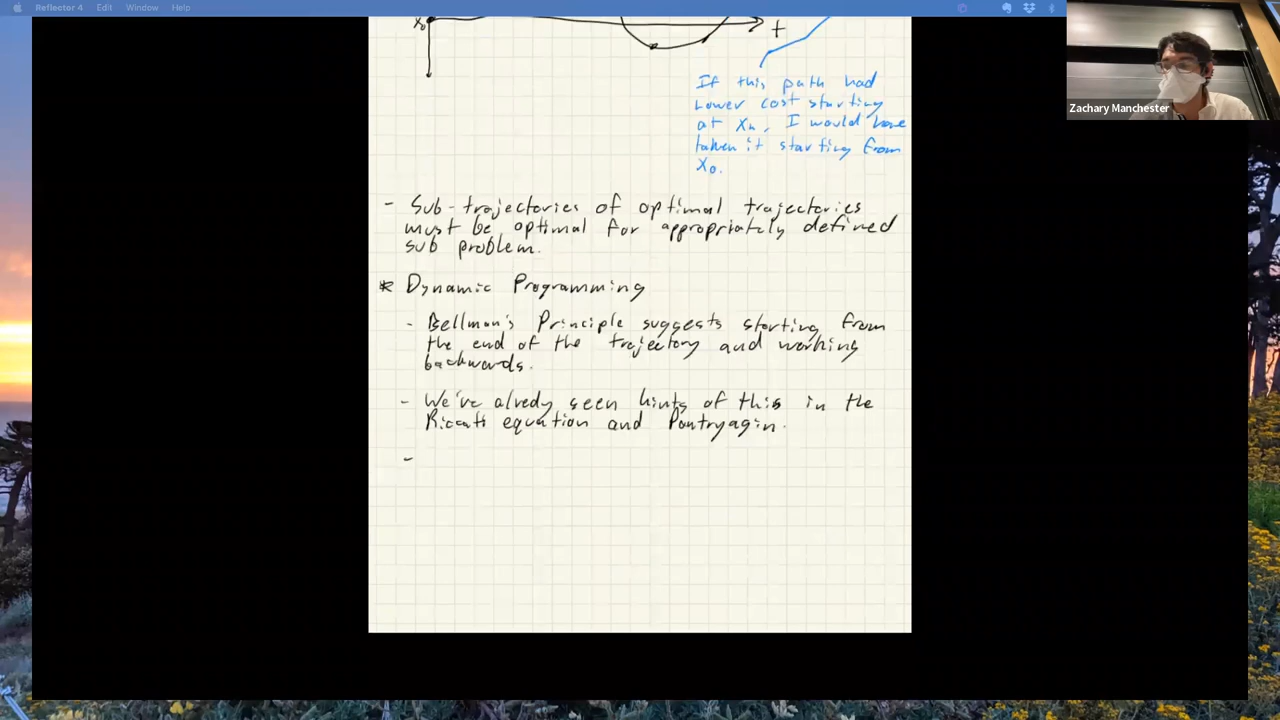 Reflector 4 Edit Window Help
x₀
t
If this path had
lower cost starting
at xn, I would have
taken it starting from
x₀.
Zachary Manchester
- Sub-trajectories of optimal trajectories
must be optimal for appropriately defined
sub problem.
* Dynamic Programming
- Bellman's Principle suggests starting from
the end of the trajectory and working
backwards.
- We've alredy seen hints of this in the
Riccati equation and Pontryagin.
-